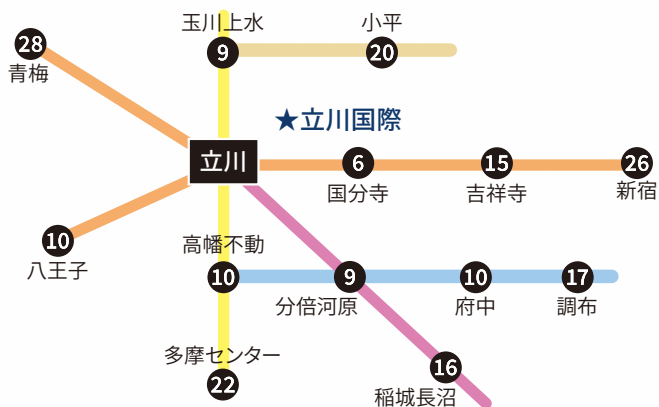 玉川上水
小平
28
9
20
青梅
★立川国際
立川
6
15
26
国分寺
吉祥寺
新宿
10
八王子
高幡不動
10
9
10
17
分倍河原
府中
調布
多摩センター
22
16
稲城長沼